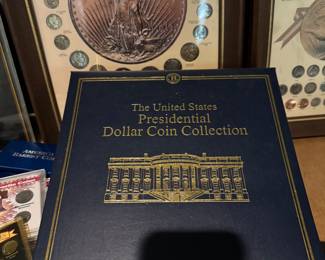 The United States
Presidential
Dollar Coin Collection